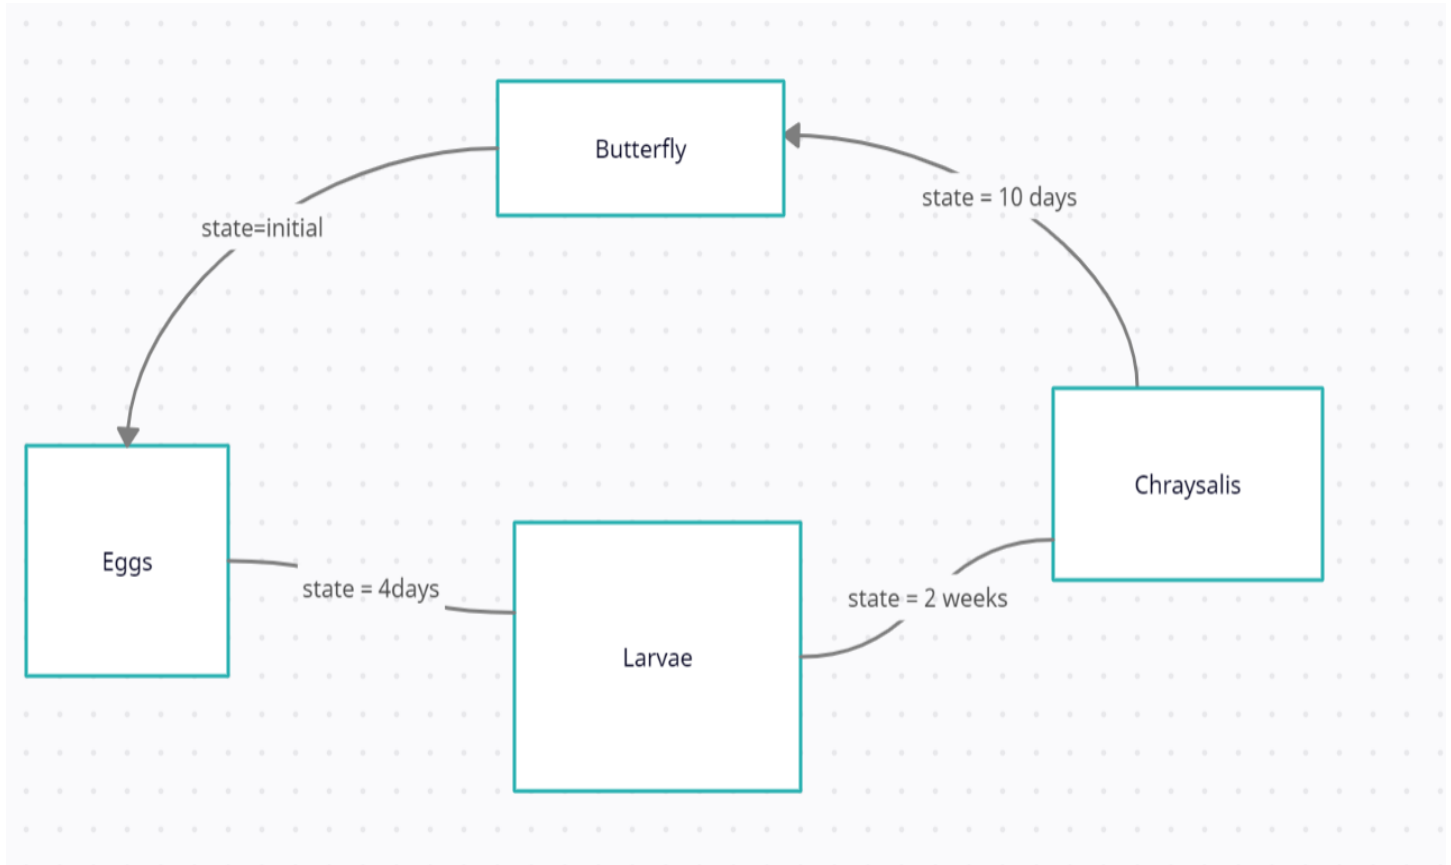 Butterfly
state = 10 days
state=initial
Chraysalis
Eggs
state = 4days
state = 2 weeks
Larvae